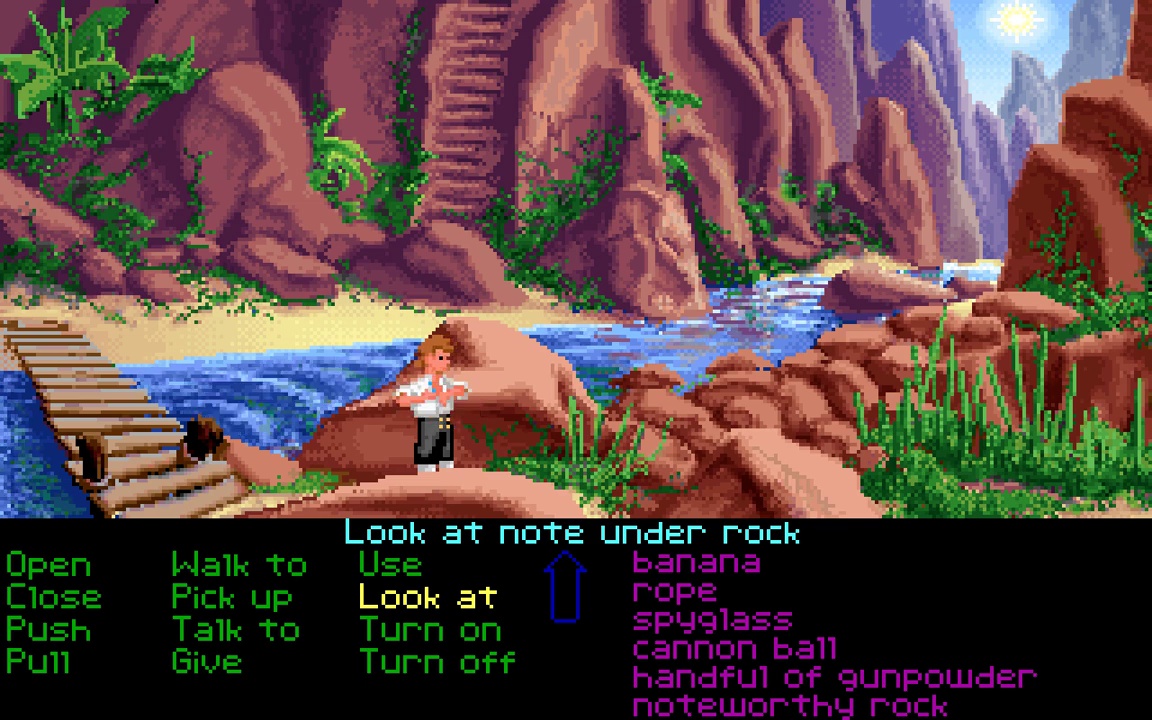 Look at note under rock
Open Walk to Use
Close Pick up Look at
Push Talk to Turn on
Pull Give Turn off
banana
rope
spyglass
cannon ball
handful of gunpowder
noteworthy rock